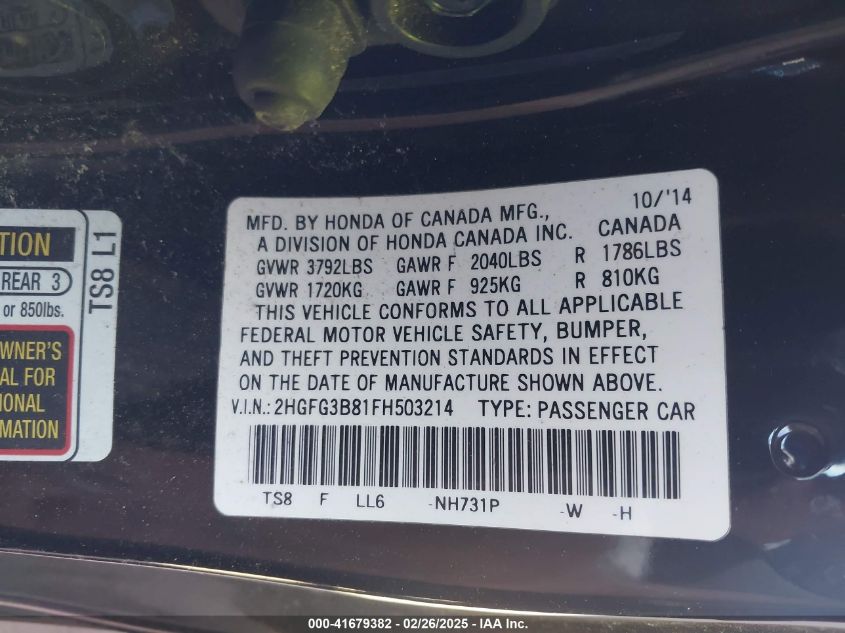 TION
REAR 3
or 850lbs.
WNER'S
AL FOR
IONAL
MATION
TS8 L1
10/'14
MFD. BY HONDA OF CANADA MFG.,
A DIVISION OF HONDA CANADA INC. CANADA
GVWR 3792LBS GAWR F 2040LBS R 1786LBS
GVWR 1720KG GAWR F 925KG R 810KG
THIS VEHICLE CONFORMS TO ALL APPLICABLE
FEDERAL MOTOR VEHICLE SAFETY, BUMPER,
AND THEFT PREVENTION STANDARDS IN EFFECT
ON THE DATE OF MANUFACTURE SHOWN ABOVE.
V.I.N.: 2HGFG3B81FH503214 TYPE: PASSENGER CAR
TS8 F LL6 -NH731P -W -H
000-41679382 - 02/26/2025 - IAA Inc.